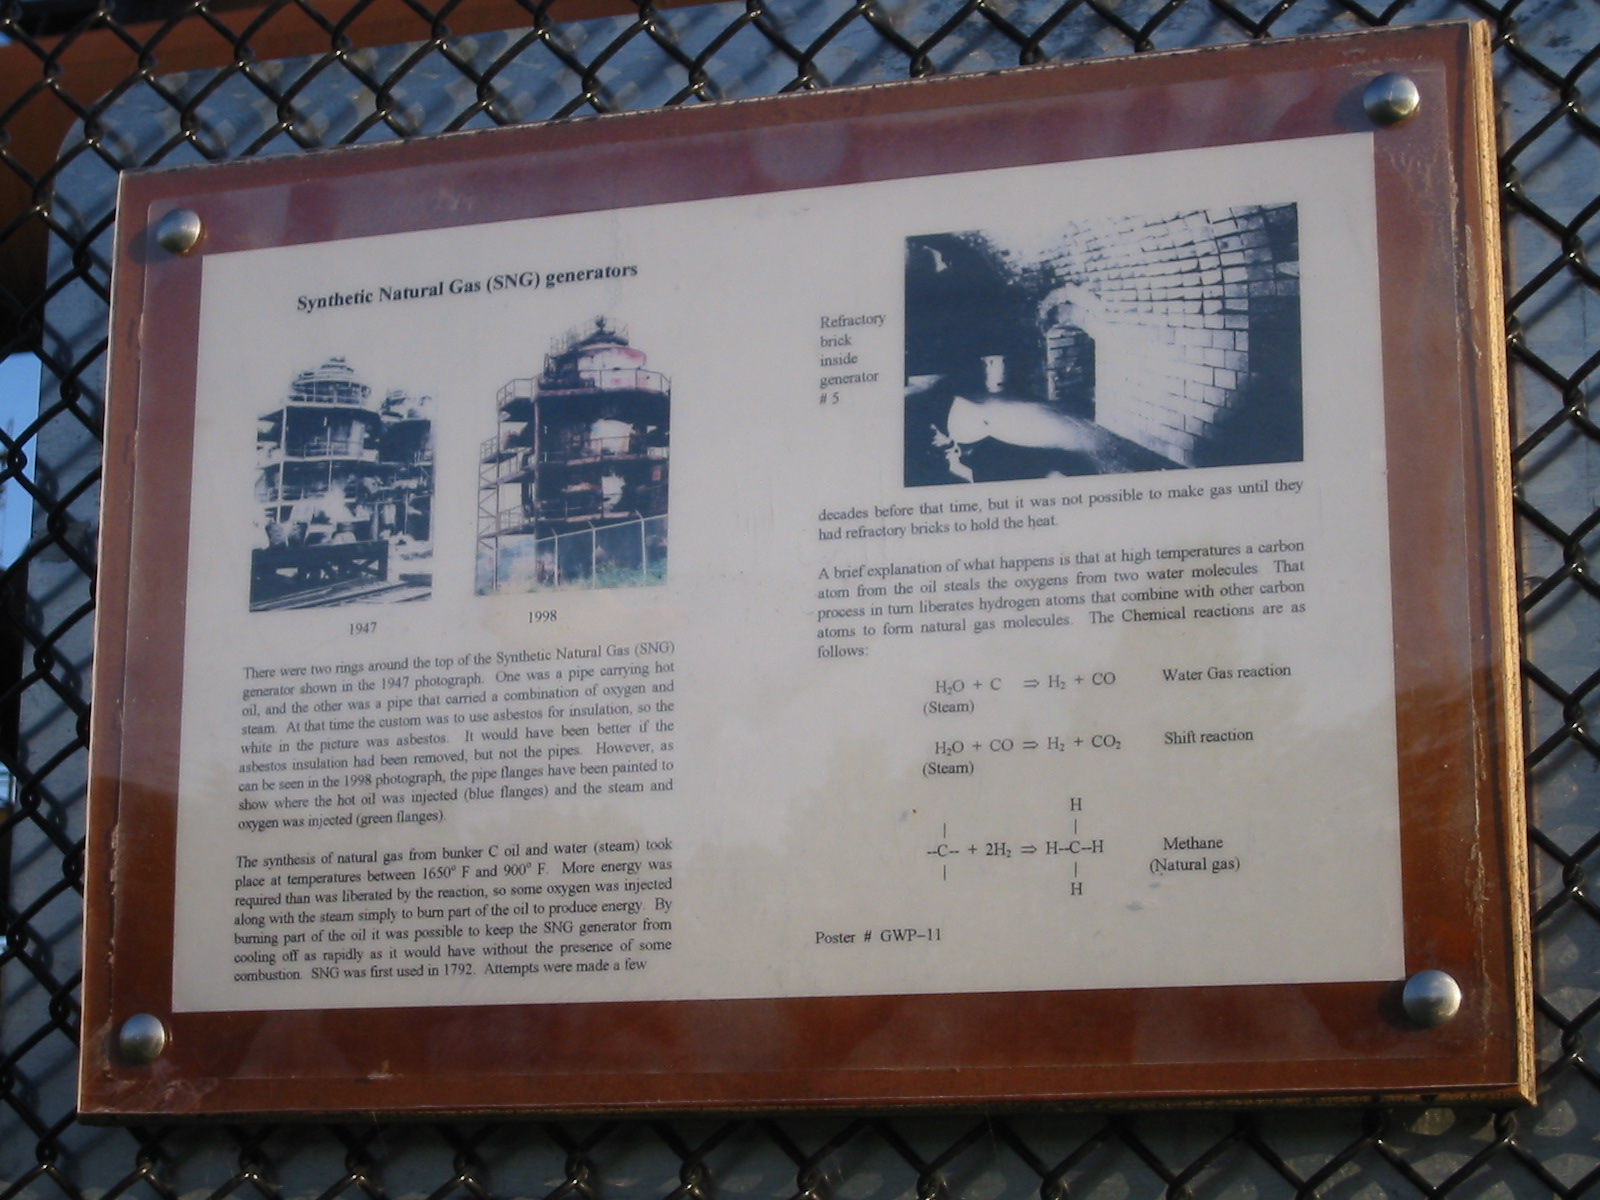 Synthetic Natural Gas (SNG) generators
1947
1998
There were two rings around the top of the Synthetic Natural Gas (SNG)
generator shown in the 1947 photograph. One was a pipe carrying hot
oil, and the other was a pipe that carried a combination of oxygen and
steam. At that time the custom was to use asbestos for insulation, so the
white in the picture was asbestos. It would have been better if the
asbestos insulation had been removed, but not the pipes. However, as
can be seen in the 1998 photograph, the pipe flanges have been painted to
show where the hot oil was injected (blue flanges) and the steam and
oxygen was injected (green flanges).
The synthesis of natural gas from bunker C oil and water (steam) took
place at temperatures between 1650° F and 900° F. More energy was
required than was liberated by the reaction, so some oxygen was injected
along with the steam simply to burn part of the oil to produce energy. By
burning part of the oil it was possible to keep the SNG generator from
cooling off as rapidly as it would have without the presence of some
combustion. SNG was first used in 1792. Attempts were made a few
Refractory
brick
inside
generator
# 5
decades before that time, but it was not possible to make gas until they
had refractory bricks to hold the heat.
A brief explanation of what happens is that at high temperatures a carbon
atom from the oil steals the oxygens from two water molecules That
process in turn liberates hydrogen atoms that combine with other carbon
atoms to form natural gas molecules. The Chemical reactions are as
follows:
H₂O + C ⇒ H₂ + CO Water Gas reaction
(Steam)
H₂O + CO ⇒ H₂ + CO₂ Shift reaction
(Steam)
H
| |
--C-- + 2H₂ ⇒ H--C--H Methane
| | (Natural gas)
H
Poster # GWP-11